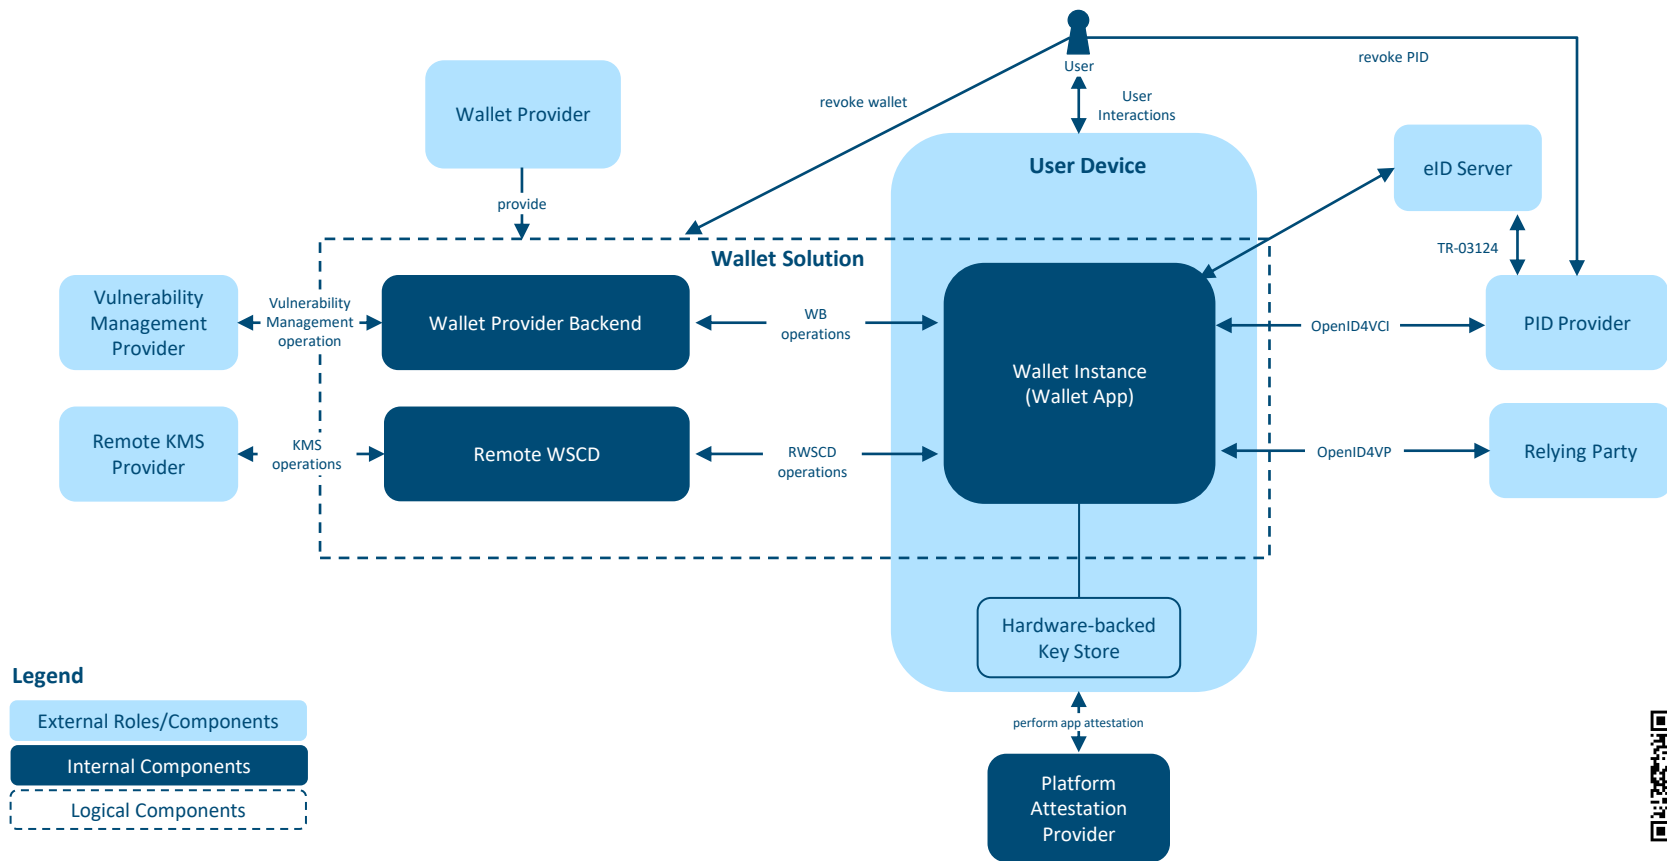 User
revoke PID
revoke wallet
User
Interactions
Wallet Provider
provide
User Device
eID Server
TR-03124
Wallet Solution
Vulnerability
Management
Provider
Vulnerability
Management
operation
Wallet Provider Backend
WB
operations
Wallet Instance
(Wallet App)
OpenID4VCI
PID Provider
Remote KMS
Provider
KMS
operations
Remote WSCD
RWSCD
operations
OpenID4VP
Relying Party
Hardware-backed
Key Store
perform app attestation
Platform
Attestation
Provider
Legend
External Roles/Components
Internal Components
Logical Components